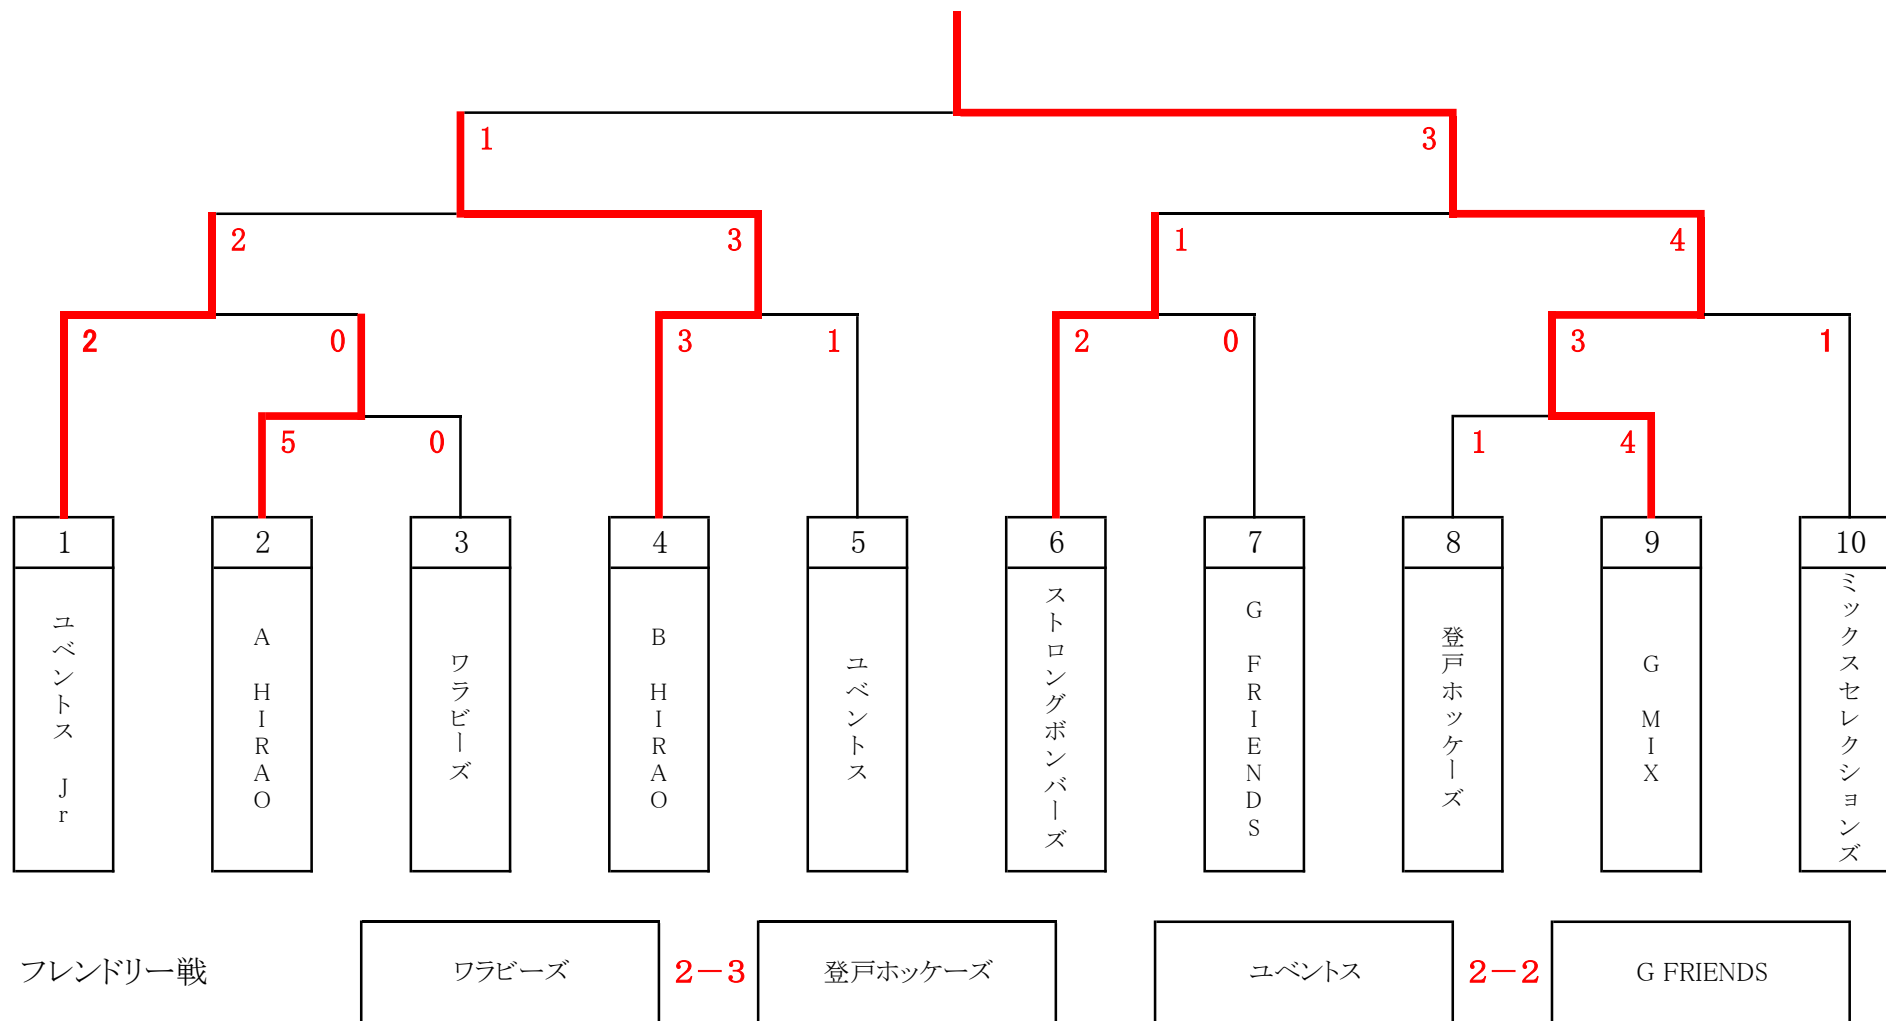 1 3
2 3 1 4
2 0 3 1 2 0 3 1
5 0 1 4
1 2 3 4 5 6 7 8 9 10
ユベントス Jr
A HIRAO
ワラビーズ
B HIRAO
ユベントス
ストロングボンバーズ
G FRIENDS
登戸ホッケーズ
G MIX
ミックスセレクションズ
フレンドリー戦 ワラビーズ 2-3 登戸ホッケーズ ユベントス 2-2 G FRIENDS